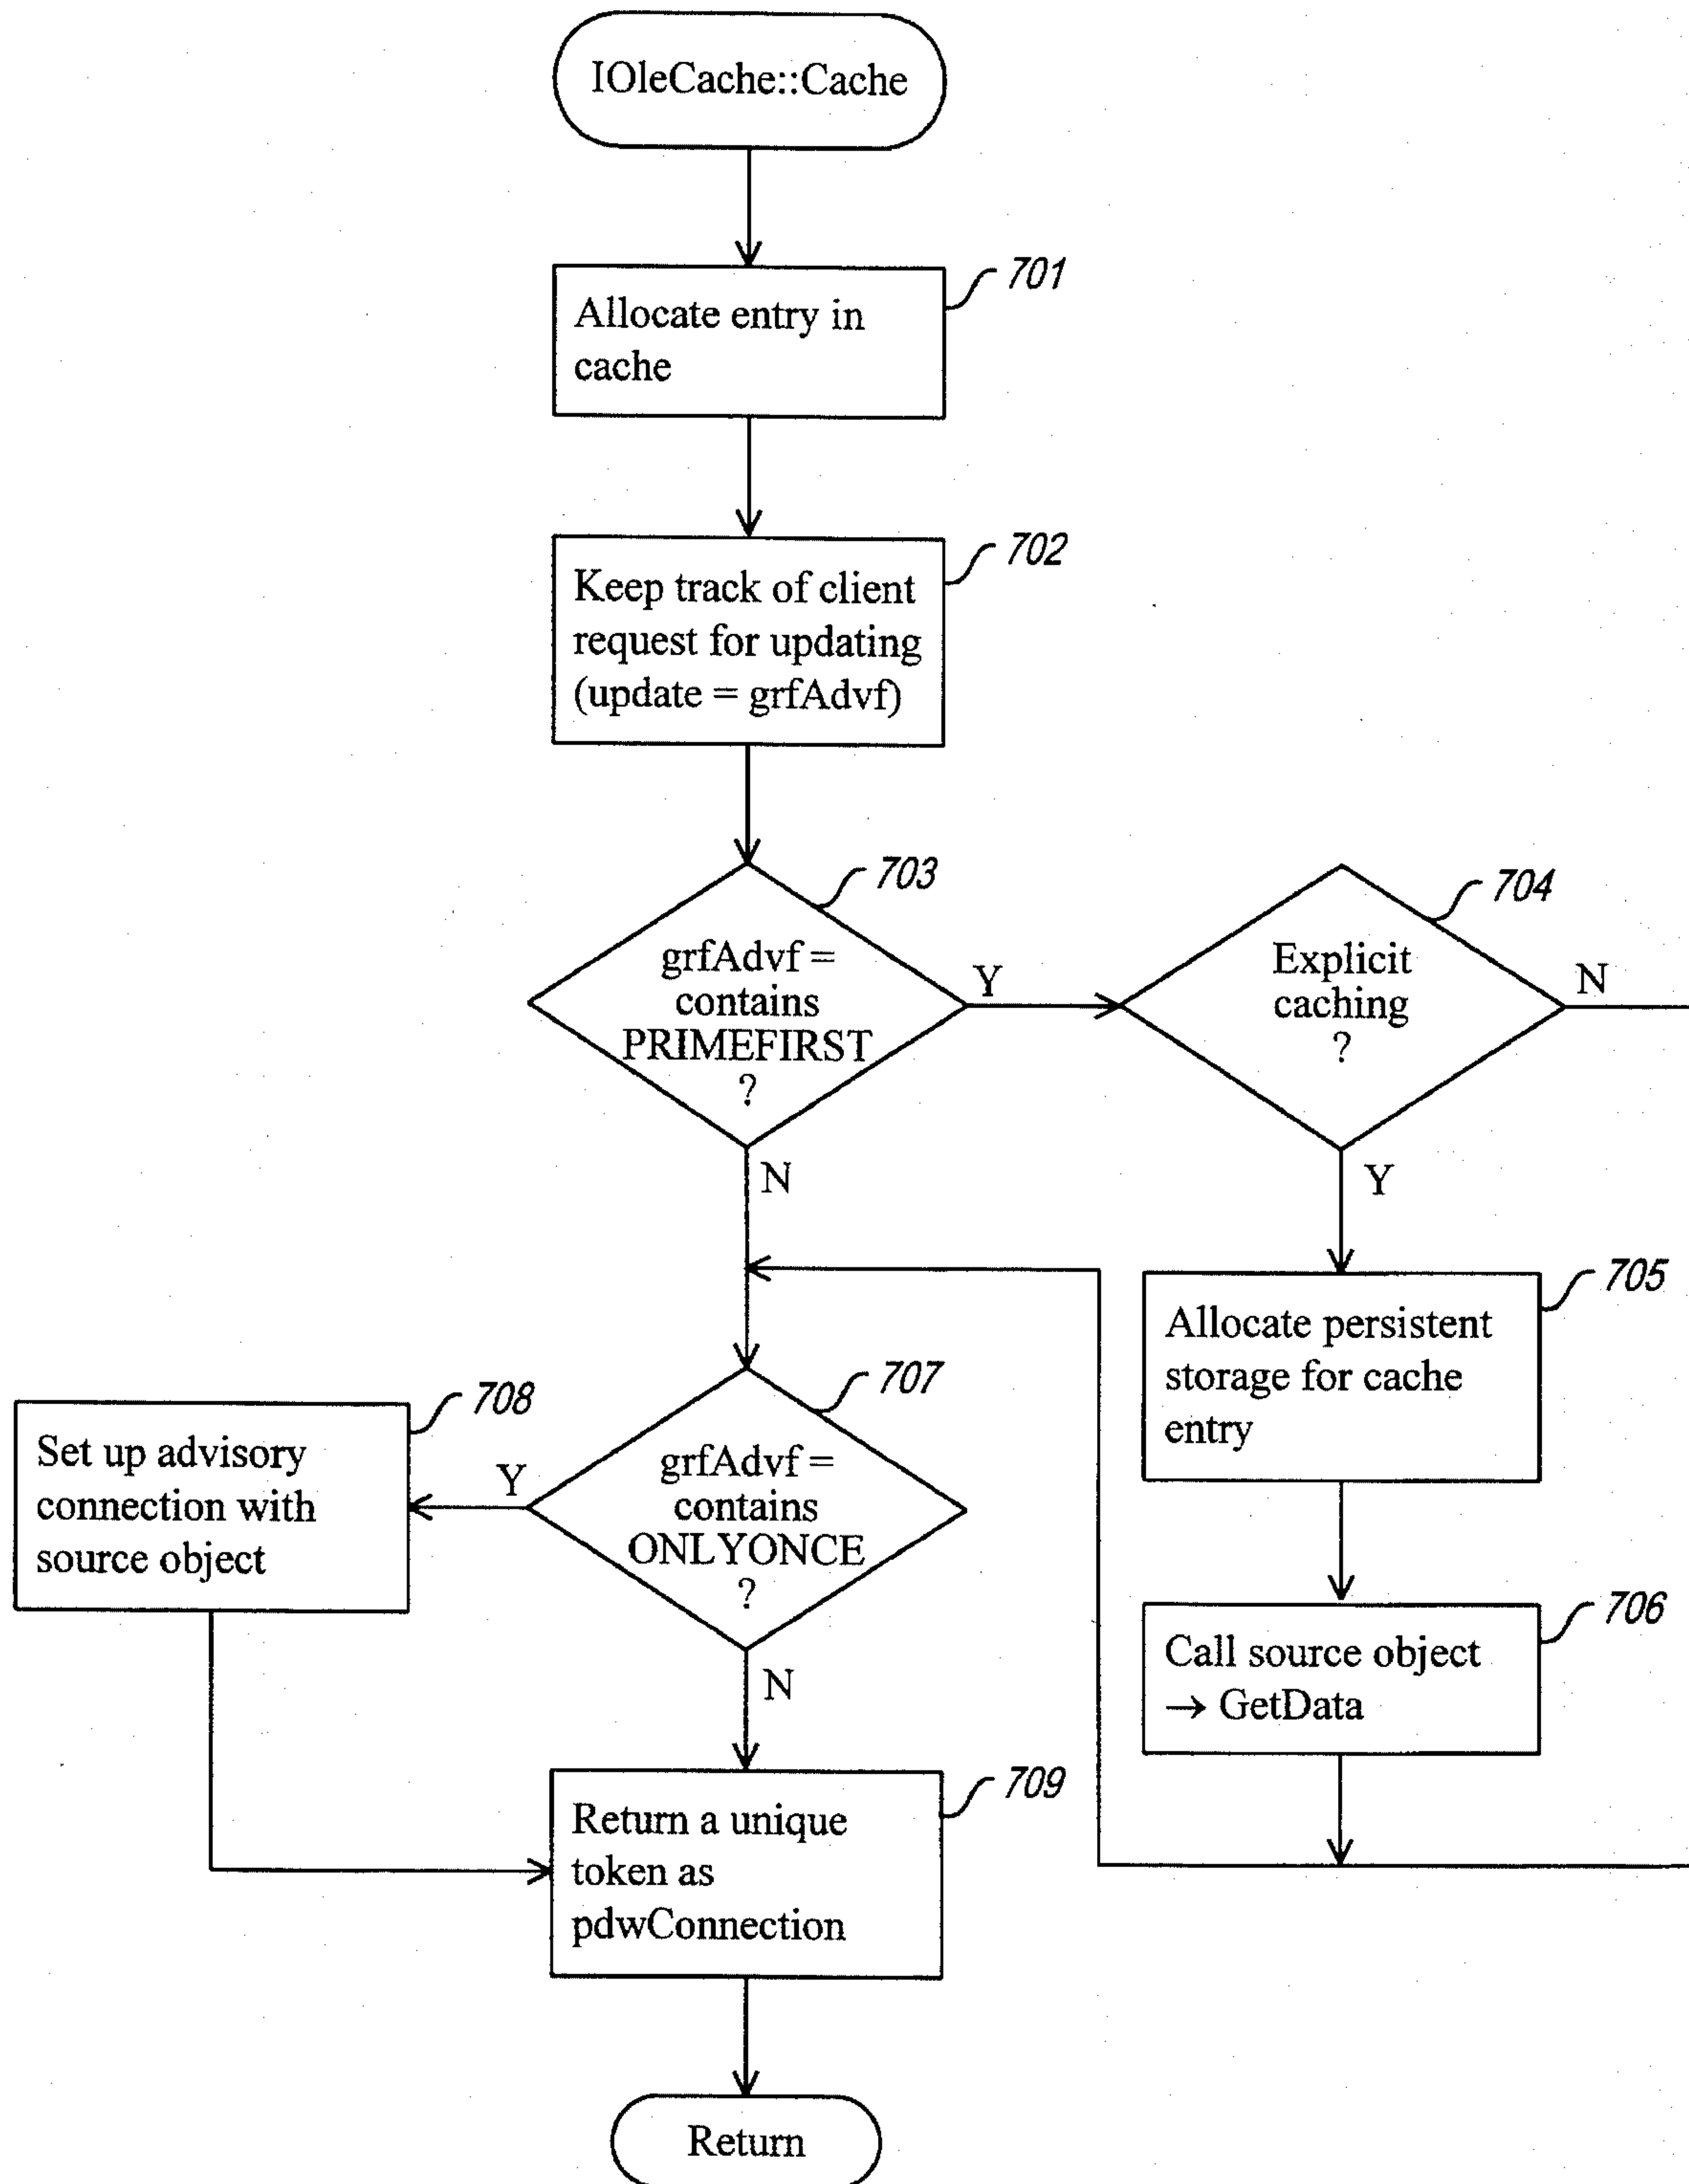 IOleCache::Cache
701
Allocate entry in
cache
702
Keep track of client
request for updating
(update = grfAdvf)
703
grfAdvf =
contains
PRIMEFIRST
?
Y
N
704
Explicit
caching
?
N
Y
705
Allocate persistent
storage for cache
entry
706
Call source object
→ GetData
707
grfAdvf =
contains
ONLYONCE
?
Y
N
708
Set up advisory
connection with
source object
709
Return a unique
token as
pdwConnection
Return